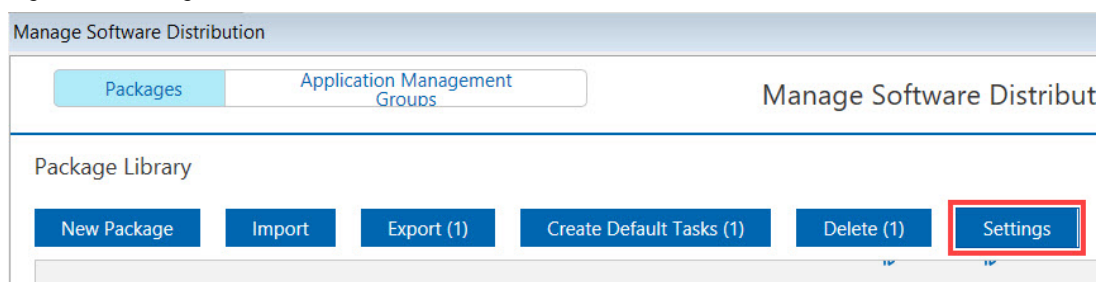 Manage Software Distribution
Packages
Application Management
Groups
Manage Software Distribut
Package Library
New Package
Import
Export (1)
Create Default Tasks (1)
Delete (1)
Settings